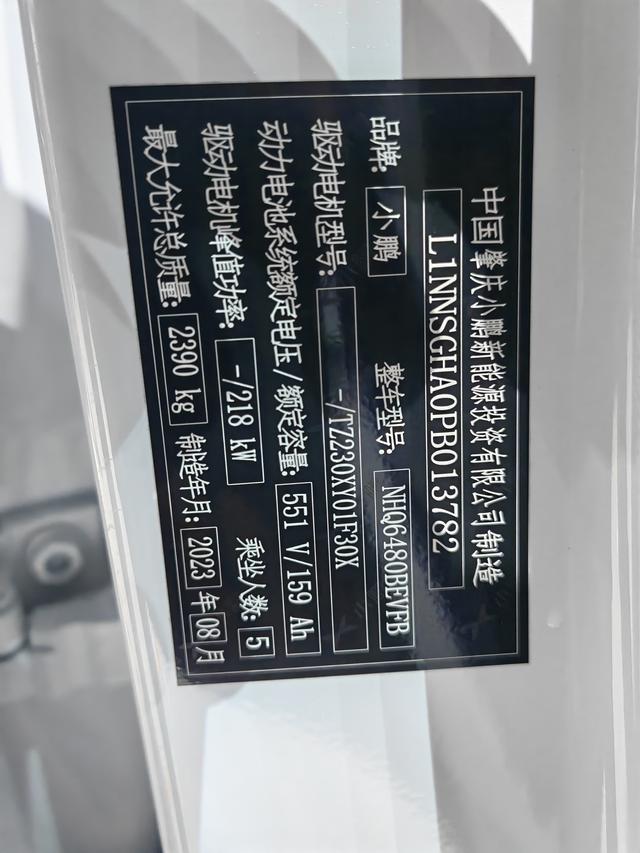 中国肇庆小鹏新能源投资有限公司制造
L1NNSGHA0PB013782
品牌: 小鹏 整车型号: NHQ6480BEVFB
驱动电机型号: -/TZ230XY01F30X
动力电池系统额定电压/额定容量: 551 V/159 Ah
驱动电机峰值功率: -/218 kW 乘坐人数: 5
最大允许总质量: 2390 kg 制造年月: 2023 年 08 月